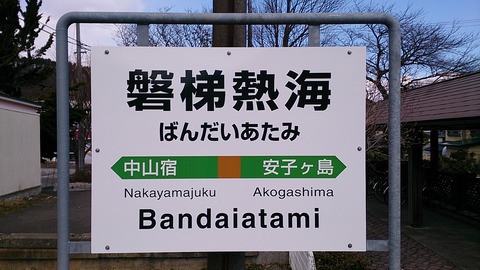 磐梯熱海
ばんだいあたみ
中山宿 安子ヶ島
Nakayamajuku Akogashima
Bandaiatami